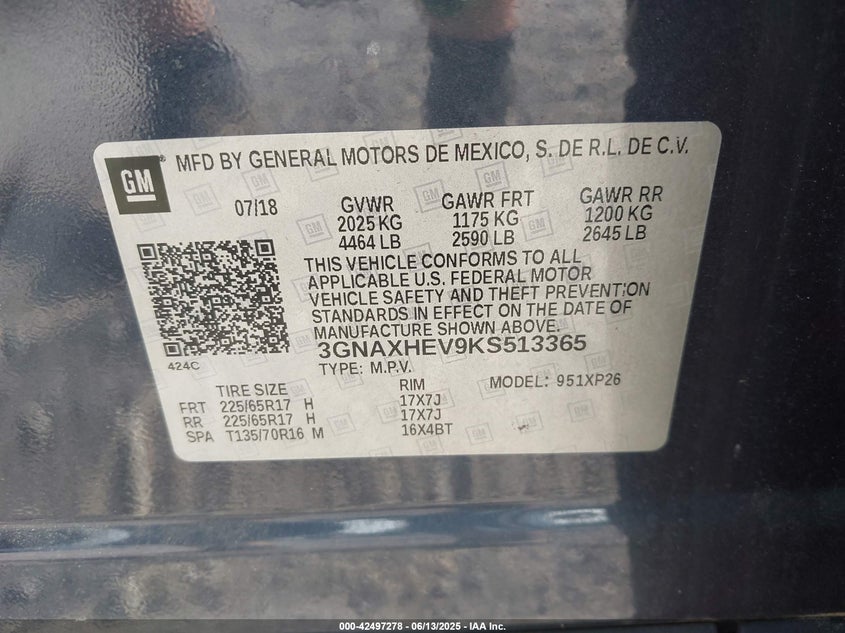 GM
MFD BY GENERAL MOTORS DE MEXICO, S. DE R.L. DE C.V.
07/18 GVWR GAWR FRT GAWR RR
2025 KG 1175 KG 1200 KG
4464 LB 2590 LB 2645 LB
THIS VEHICLE CONFORMS TO ALL
APPLICABLE U.S. FEDERAL MOTOR
VEHICLE SAFETY AND THEFT PREVENTION
STANDARDS IN EFFECT ON THE DATE OF
MANUFACTURE SHOWN ABOVE.
424C
3GNAXHEV9KS513365
TYPE: M.P.V. MODEL: 951XP26
TIRE SIZE RIM
FRT 225/65R17 H 17X7J
RR 225/65R17 H 17X7J
SPA T135/70R16 M 16X4BT
000-42497278 - 06/13/2025 - IAA Inc.